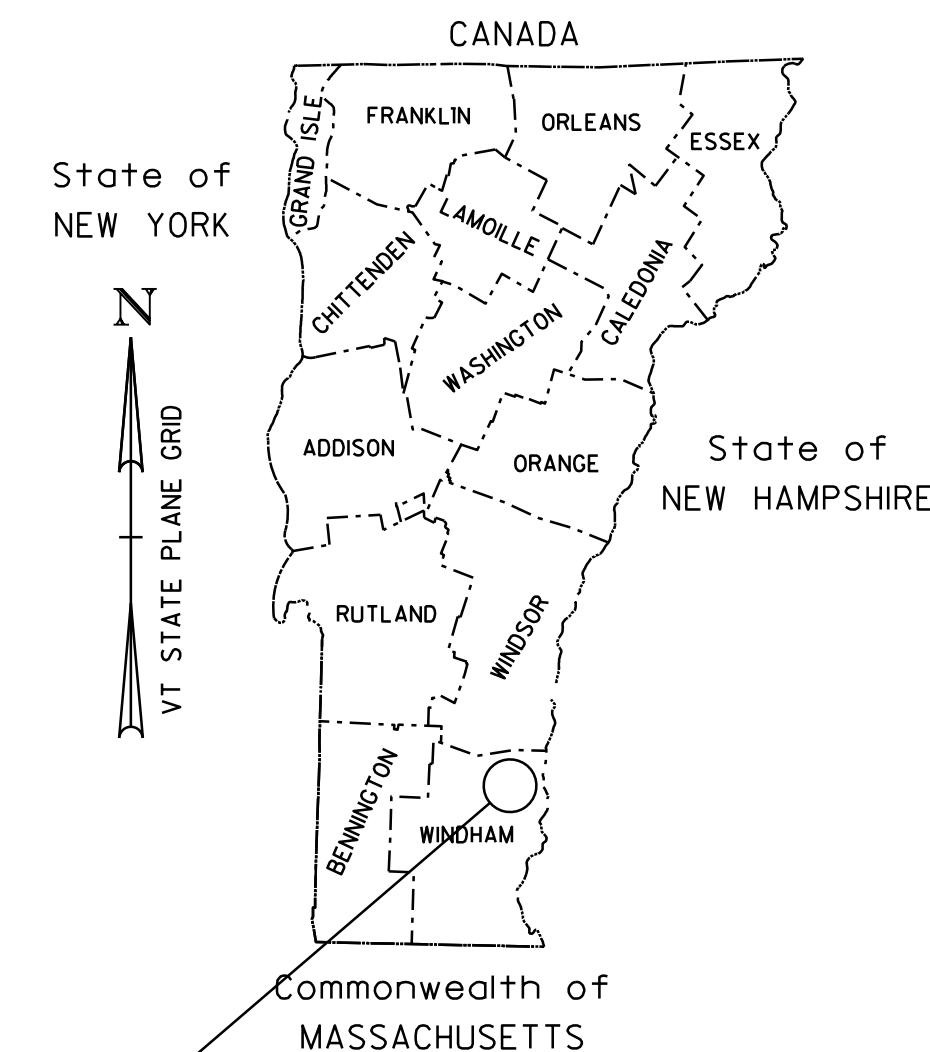 CANADA
FRANKLIN
ORLEANS
ESSEX
GRAND ISLE
State of
NEW YORK
LAMOILLE
CHITTENDEN
CALEDONIA
N
WASHINGTON
VT STATE PLANE GRID
ADDISON
ORANGE
State of
NEW HAMPSHIRE
RUTLAND
WINDSOR
BENNINGTON
WINDHAM
Commonwealth of
MASSACHUSETTS